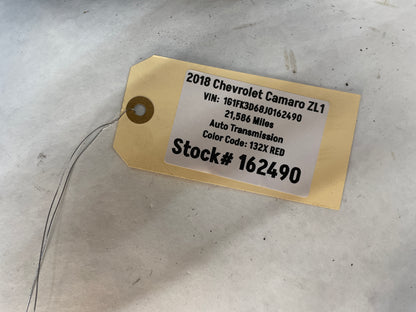 2018 Chevrolet Camaro ZL1
VIN: 1G1FK3D68J0162490
21,586 Miles
Auto Transmission
Color Code: 132X RED
Stock# 162490